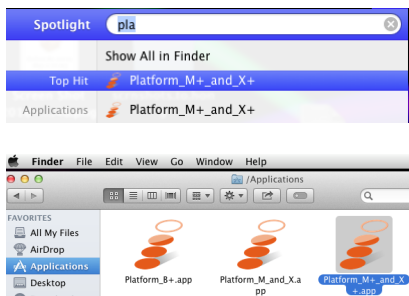 Spotlight pla
Show All in Finder
Top Hit Platform_M+_and_X+
Applications Platform_M+_and_X+
Finder File Edit View Go Window Help
/Applications
FAVORITES
All My Files
AirDrop
Applications
Desktop
Platform_B+.app
Platform_M_and_X.a
pp
Platform_M+_and_X
+.app